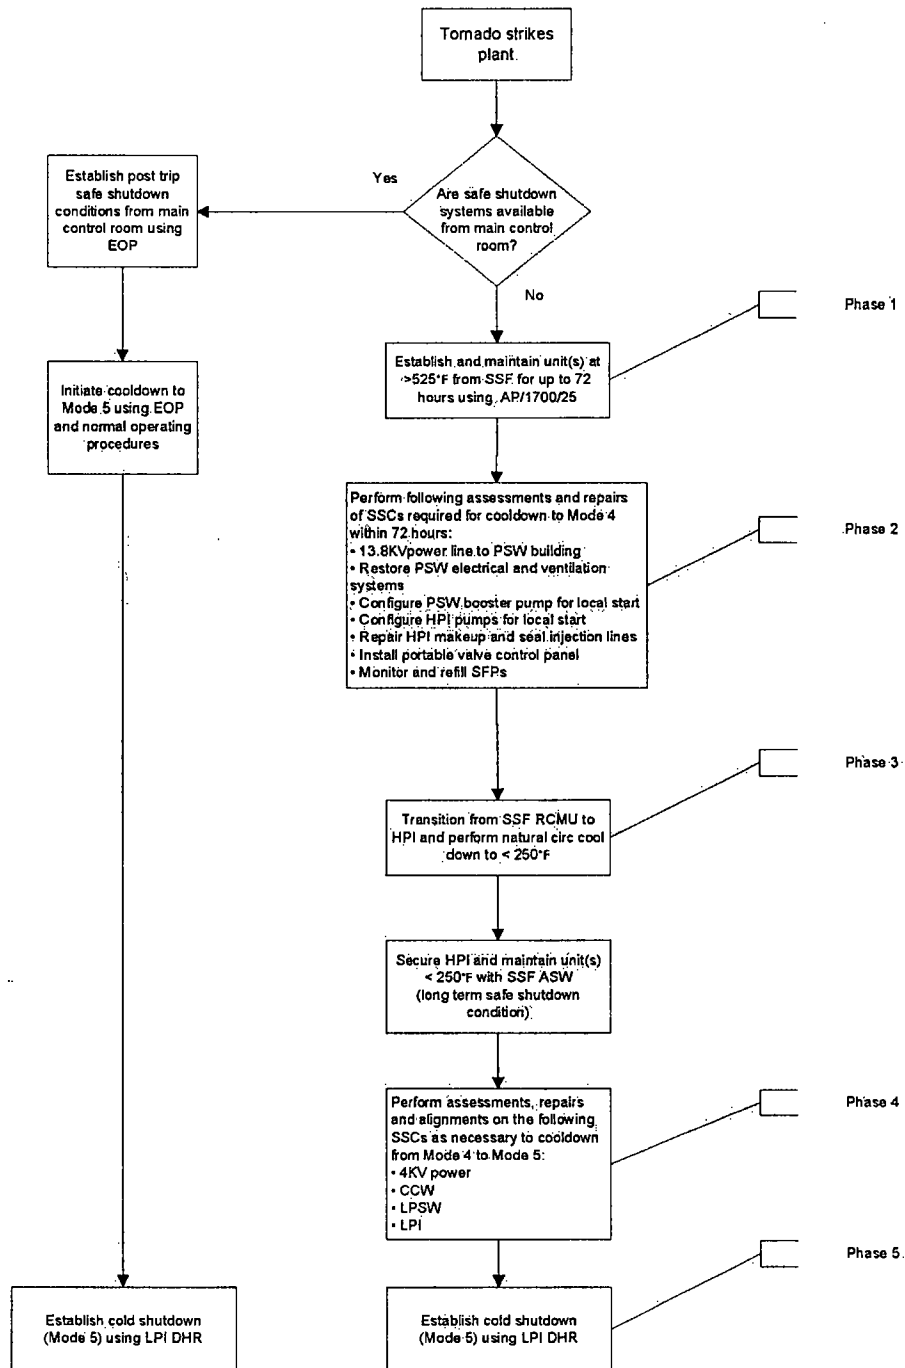 Tornado strikes
plant
Yes
Are safe shutdown
systems available
from main control
room?
Establish post trip
safe shutdown
conditions from main
control room using
EOP
No
Phase 1
Establish and maintain unit(s) at
>525°F from SSF for up to 72
hours using AP/1700/25
Initiate cooldown to
Mode 5 using EOP
and normal operating
procedures
Perform following assessments and repairs
of SSCs required for cooldown to Mode 4
within 72 hours:
• 13.8KVpower line to PSW building
• Restore PSW electrical and ventilation
systems
• Configure PSW booster pump for local start
• Configure HPI pumps for local start
• Repair HPI makeup and seal injection lines
• Install portable valve control panel
• Monitor and refill SFPs
Phase 2
Phase 3
Transition from SSF RCMU to
HPI and perform natural circ cool
down to < 250°F
Secure HPI and maintain unit(s)
< 250°F with SSF ASW
(long term safe shutdown
condition)
Perform assessments, repairs
and alignments on the following
SSCs as necessary to cooldown
from Mode 4 to Mode 5:
• 4KV power
• CCW
• LPSW
• LPI
Phase 4
Phase 5
Establish cold shutdown
(Mode 5) using LPI DHR
Establish cold shutdown
(Mode 5) using LPI DHR